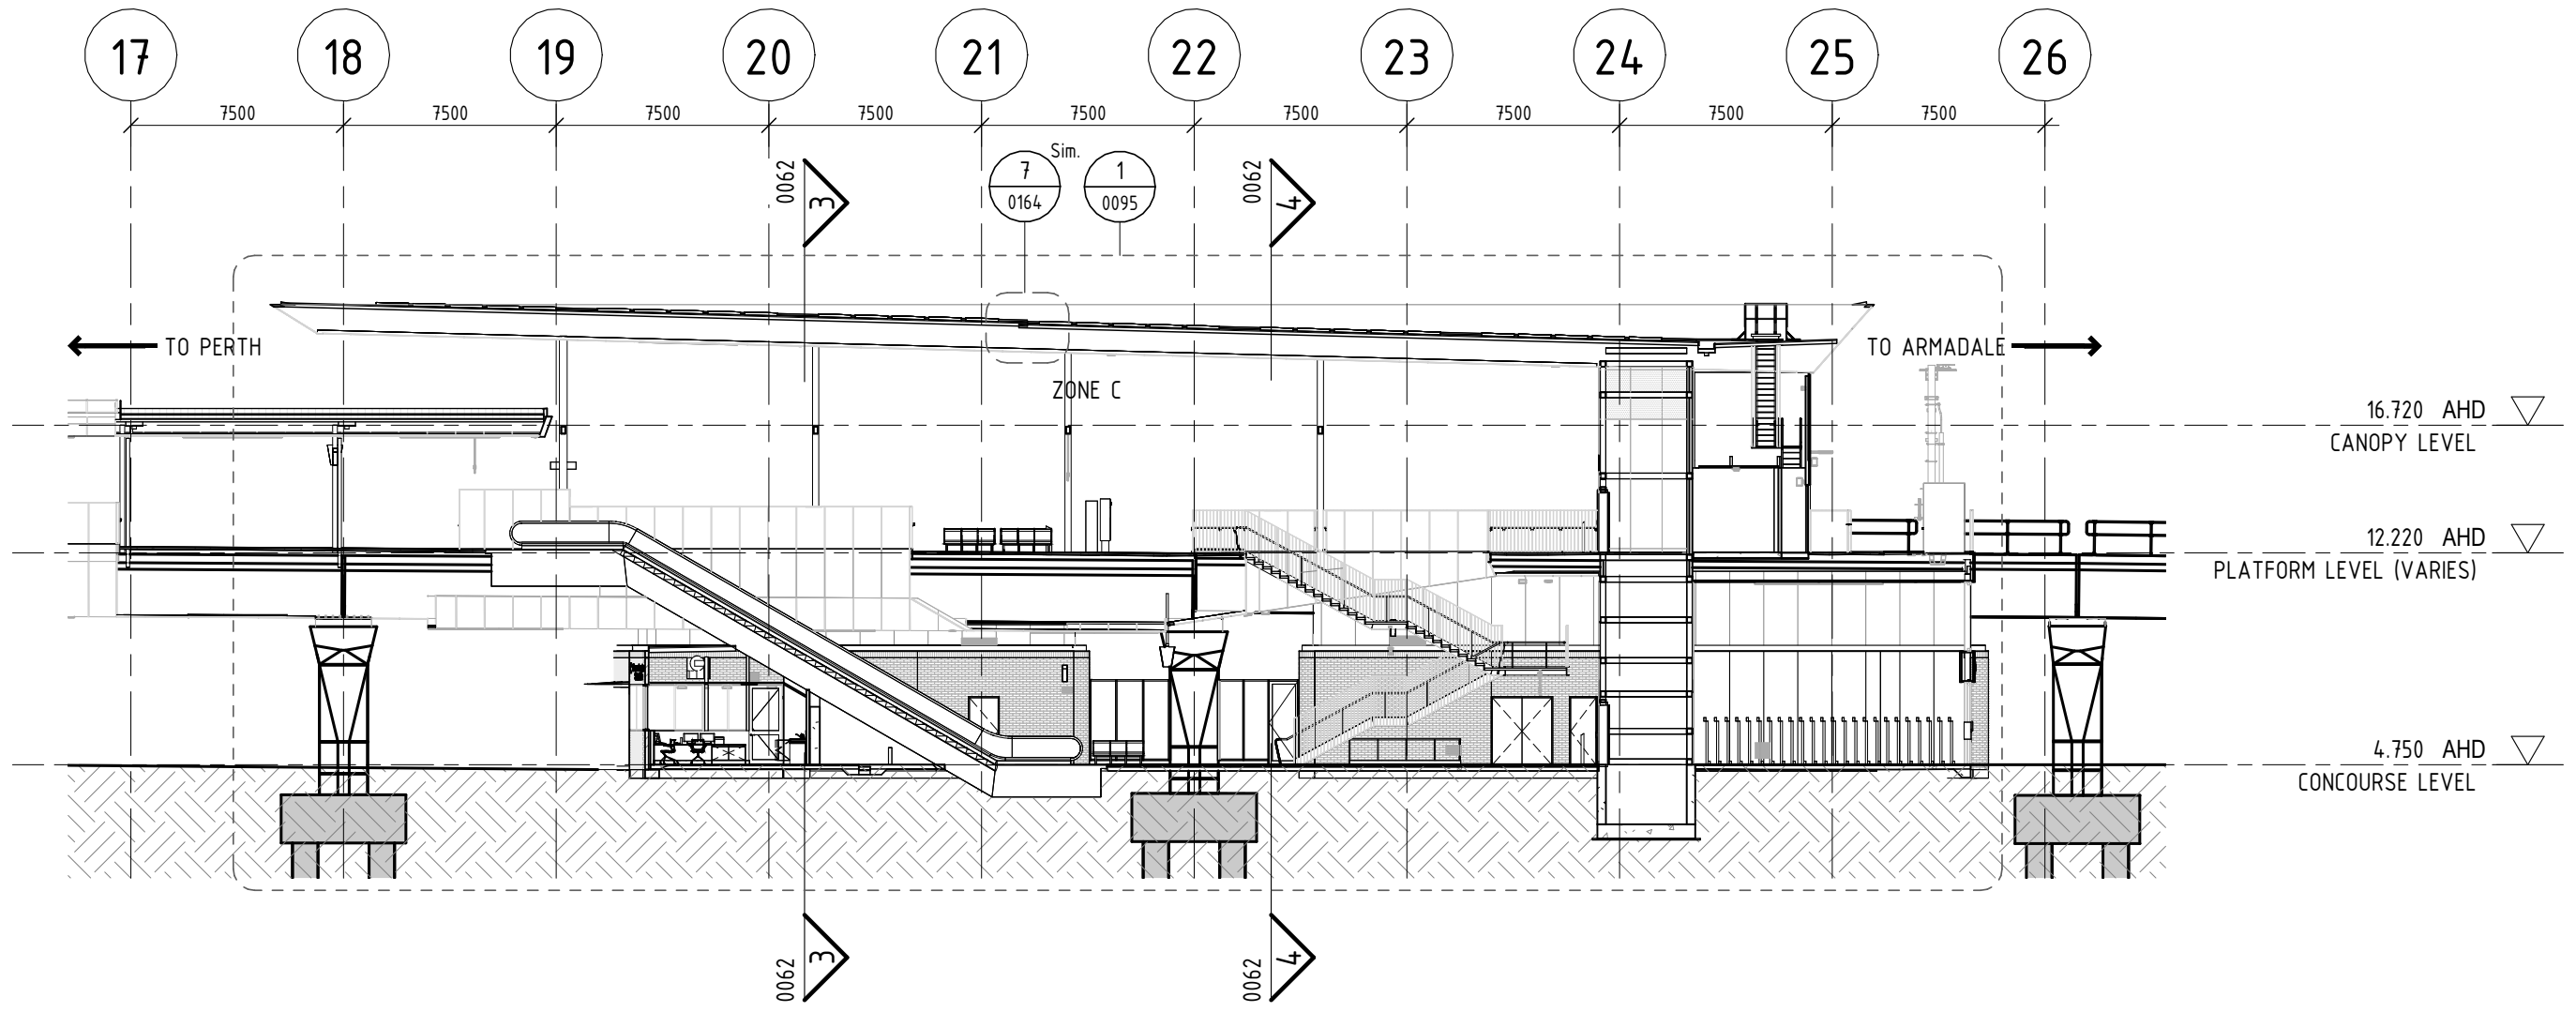 17 18 19 20 21 22 23 24 25 26
7500 7500 7500 7500 7500 7500 7500 7500 7500
Sim.
0062 3
7
0164
1
0095
0062 4
TO PERTH
TO ARMADALE
ZONE C
16.720 AHD
CANOPY LEVEL
12.220 AHD
PLATFORM LEVEL (VARIES)
4.750 AHD
CONCOURSE LEVEL
0062 3
0062 4